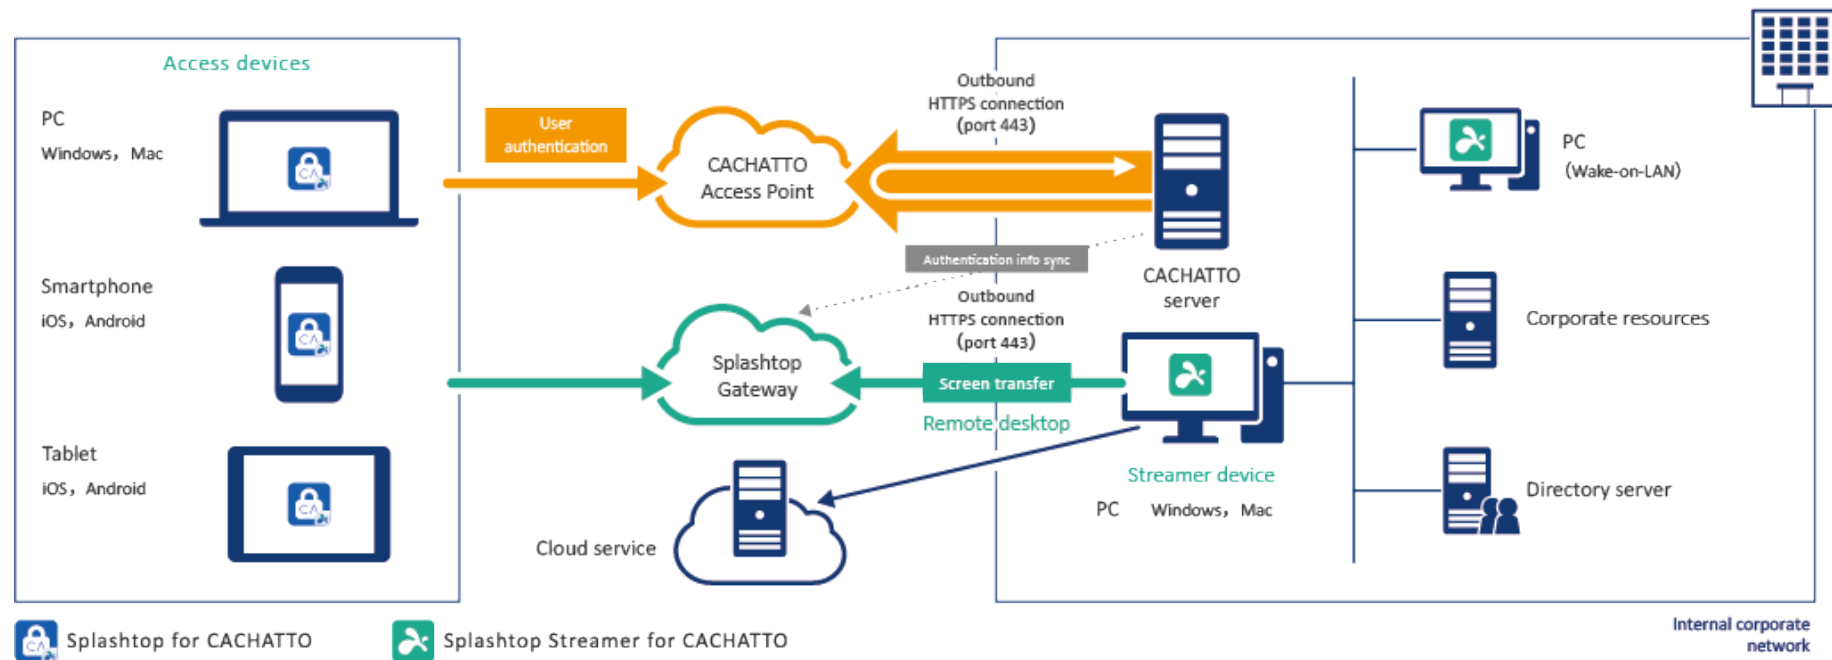 Access devices
PC
Windows, Mac
Smartphone
iOS, Android
Tablet
iOS, Android
User
authentication
CACHATTO
Access Point
Outbound
HTTPS connection
(port 443)
CACHATTO
server
Authentication info sync
Splashtop
Gateway
Outbound
HTTPS connection
(port 443)
Screen transfer
Remote desktop
Streamer device
PC Windows, Mac
Cloud service
PC
(Wake-on-LAN)
Corporate resources
Directory server
Internal corporate
network
CA
Splashtop for CACHATTO
Splashtop Streamer for CACHATTO